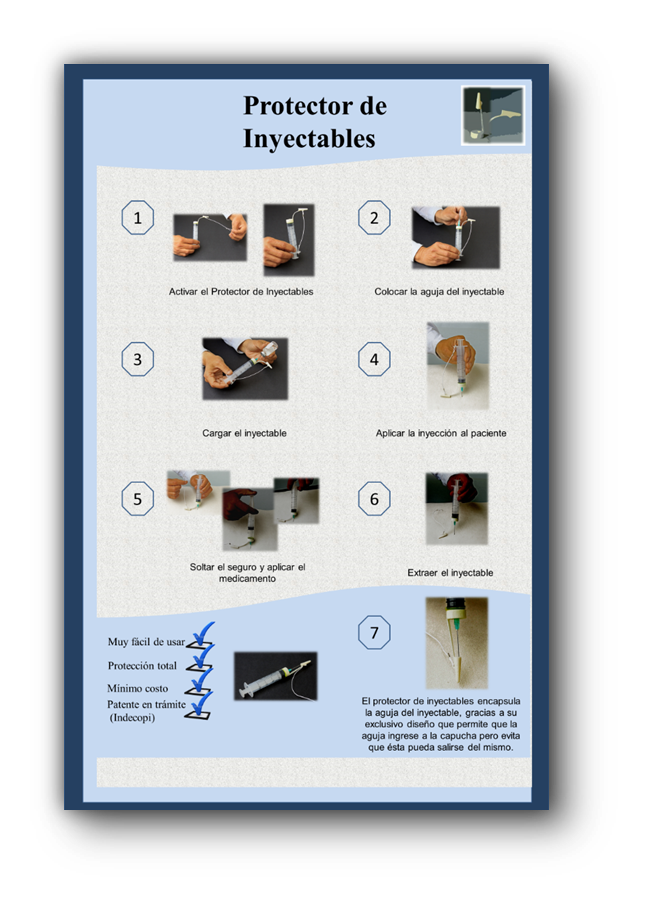 Protector de
Inyectables
1
Activar el Protector de Inyectables
2
Colocar la aguja del inyectable
3
Cargar el inyectable
4
Aplicar la inyección al paciente
5
Soltar el seguro y aplicar el
medicamento
6
Extraer el inyectable
Muy fácil de usar
Protección total
Mínimo costo
Patente en trámite
(Indecopi)
7
El protector de inyectables encapsula
la aguja del inyectable, gracias a su
exclusivo diseño que permite que la
aguja ingrese a la capucha pero evita
que ésta pueda salirse del mismo.